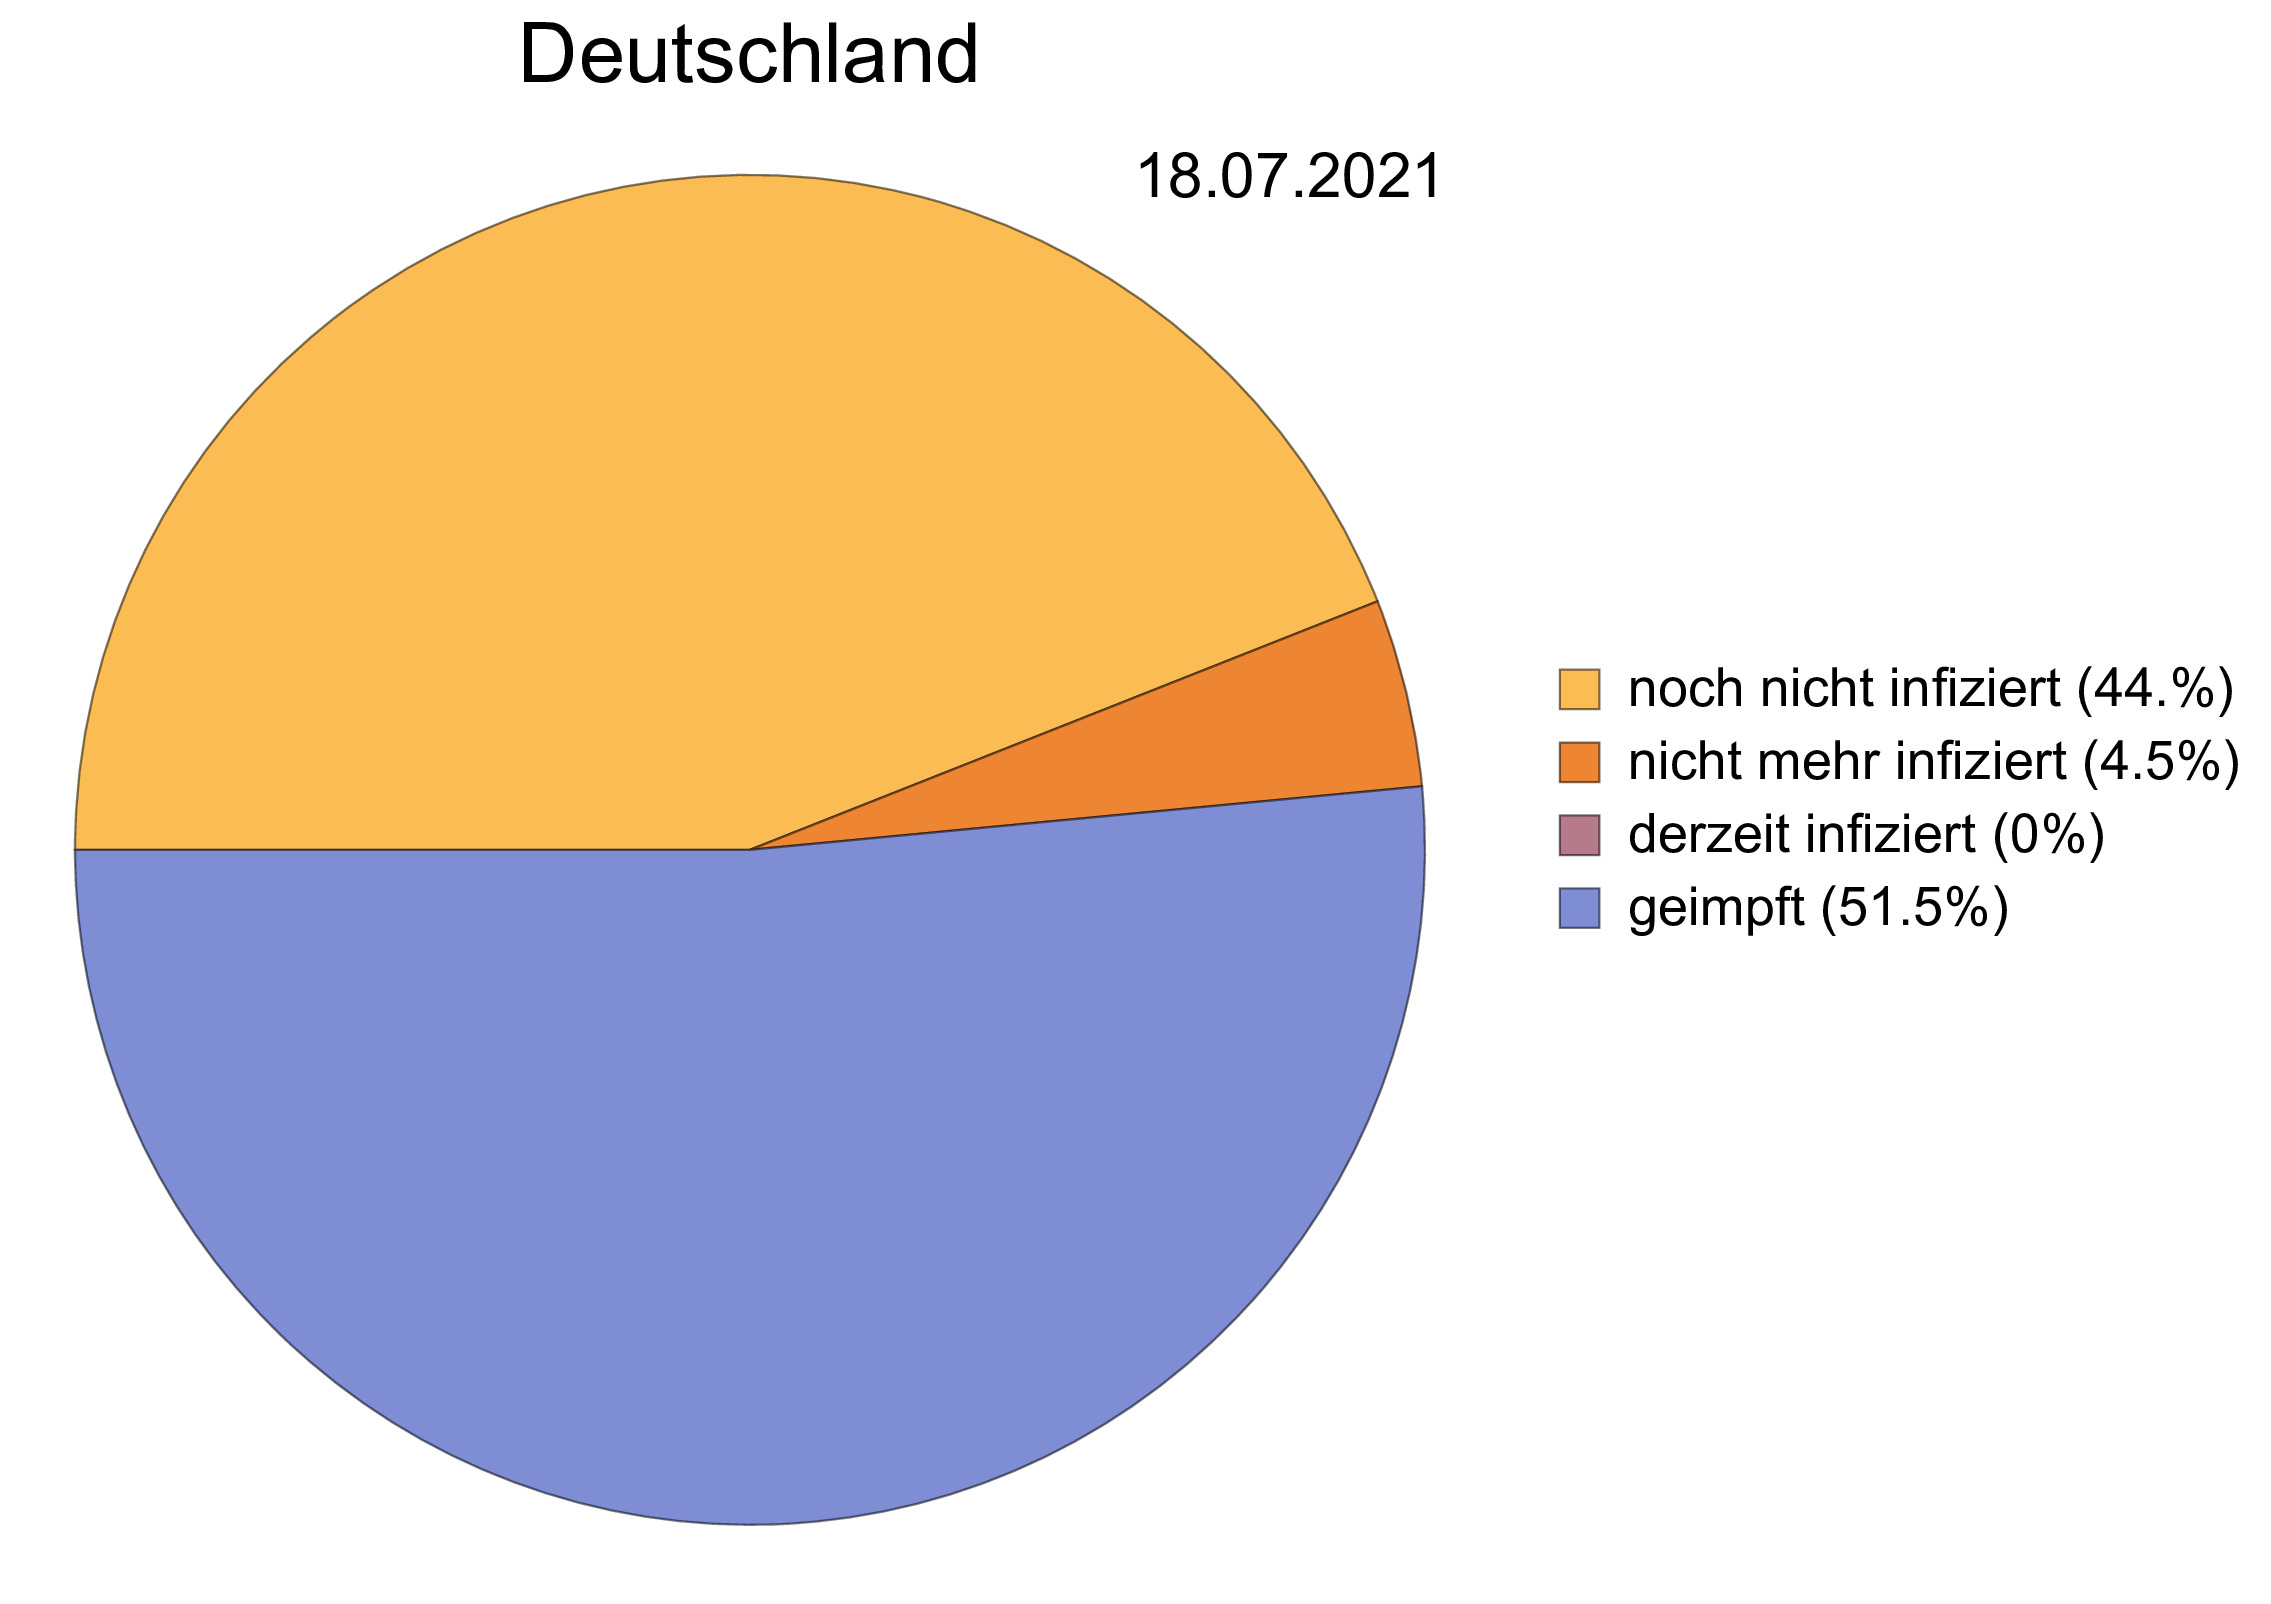 Deutschland
18.07.2021
noch nicht infiziert (44.%)
nicht mehr infiziert (4.5%)
derzeit infiziert (0%)
geimpft (51.5%)